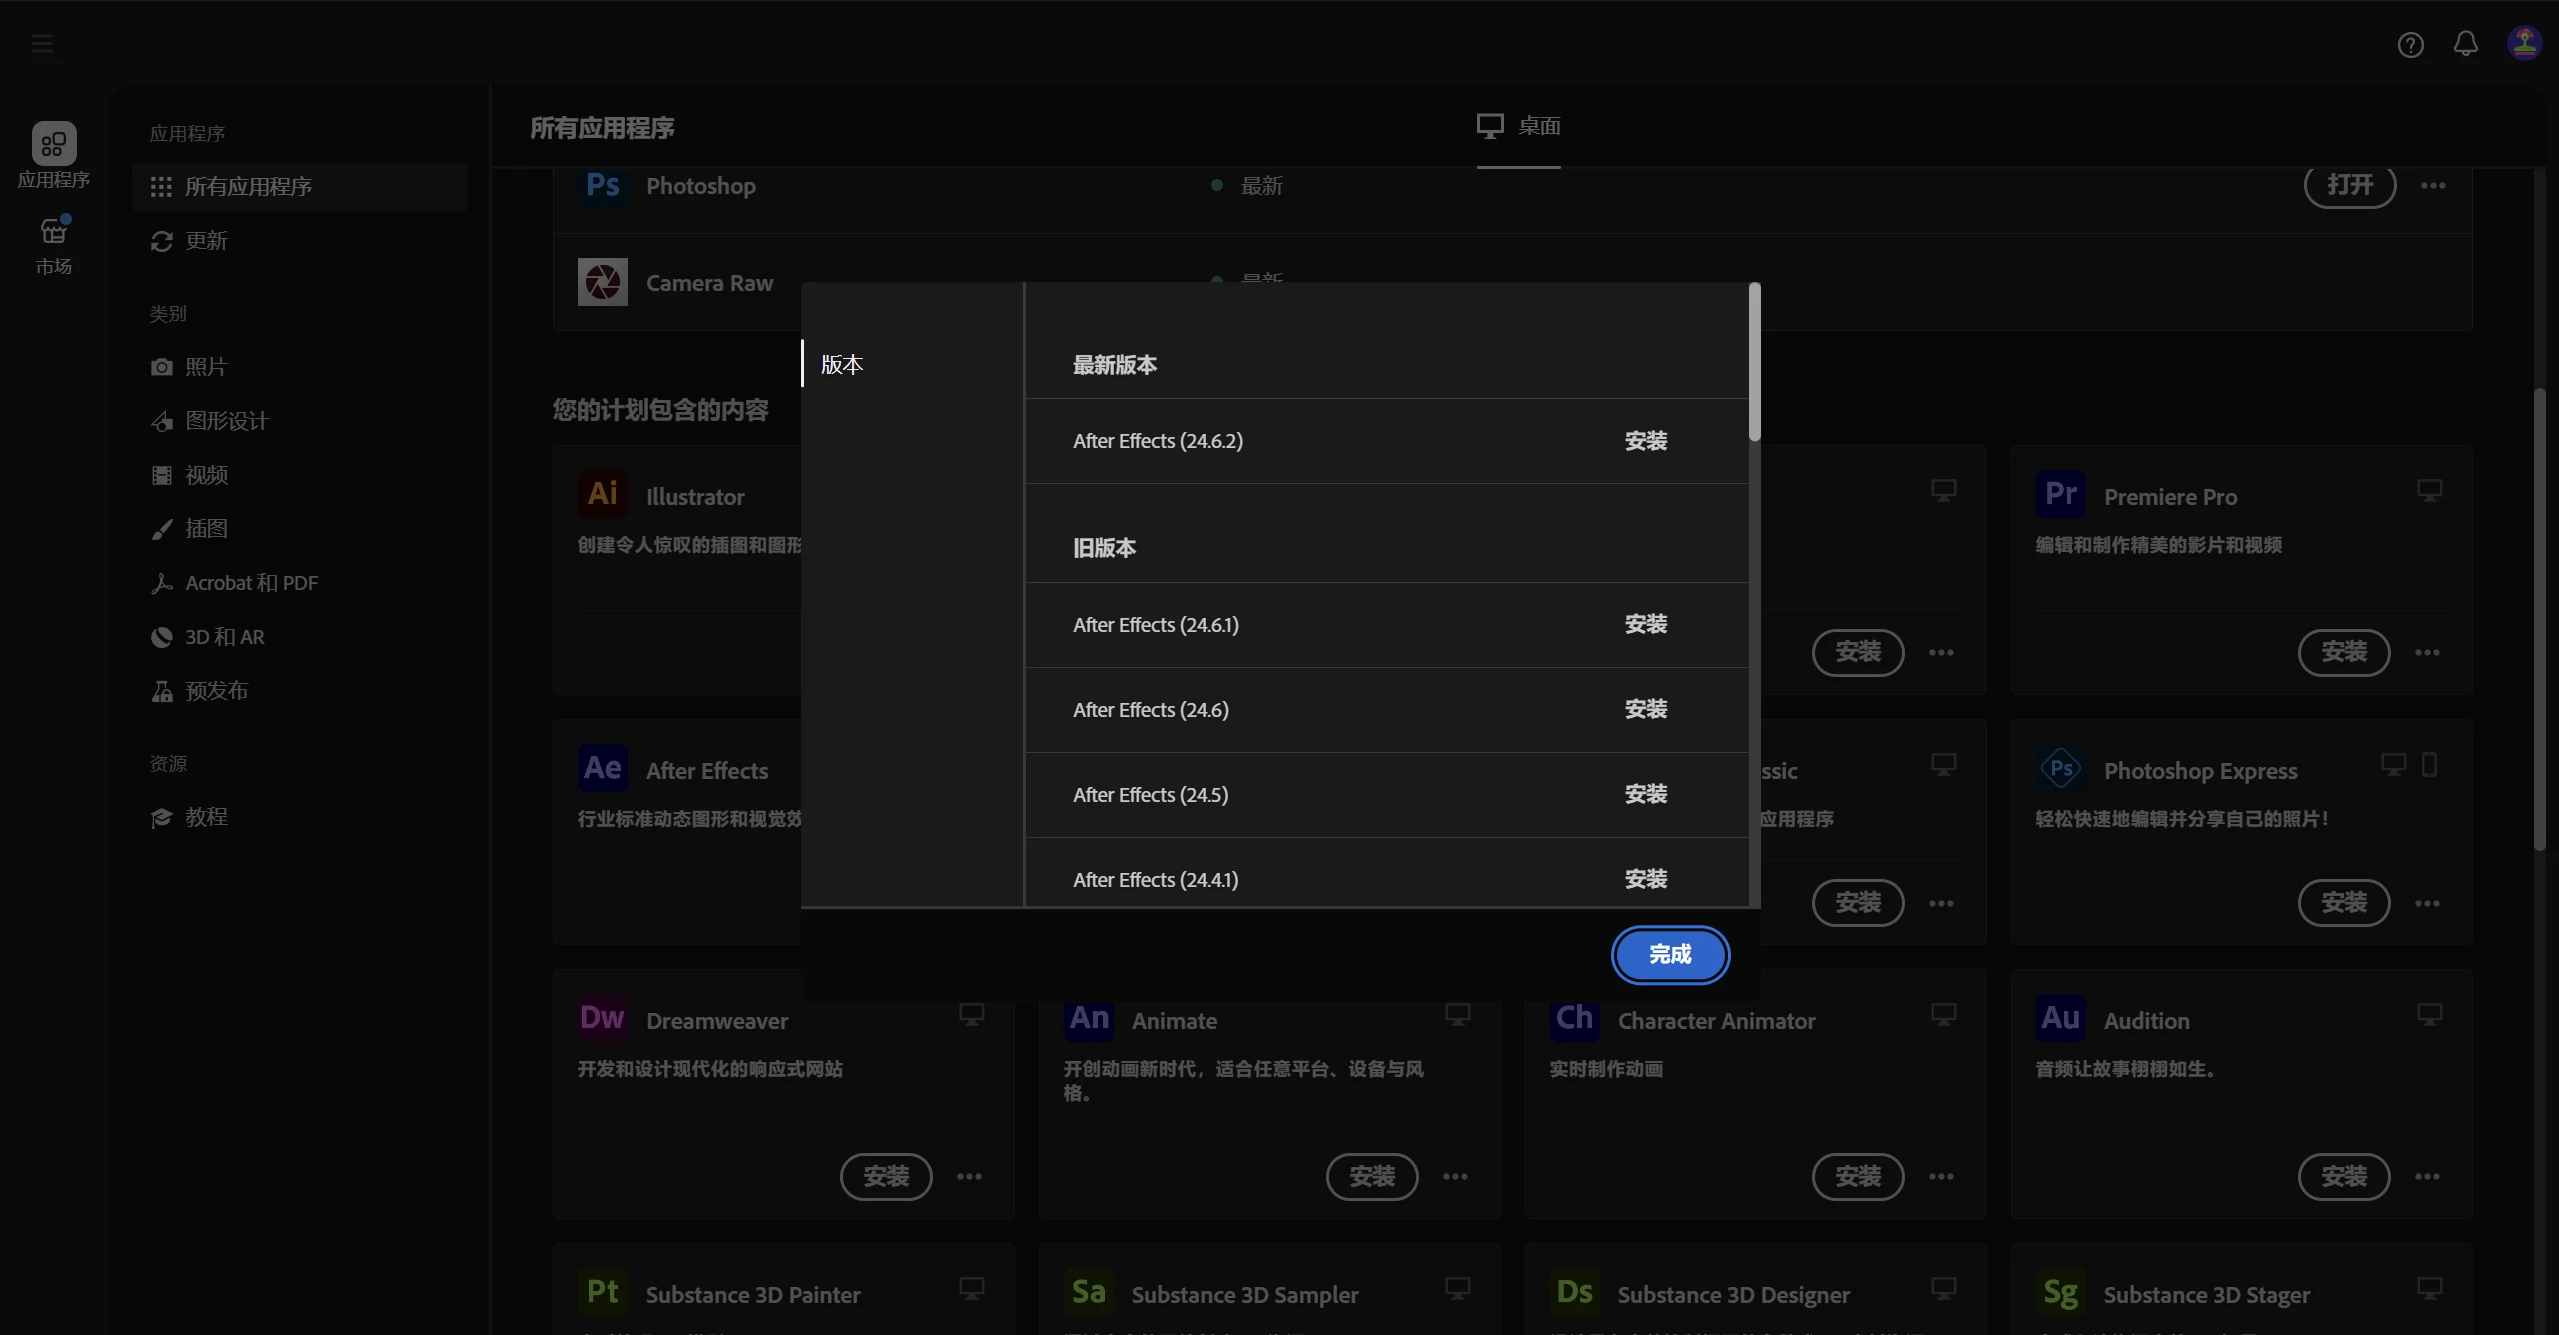 应用程序
市场
应用程序
所有应用程序
更新
类别
照片
图形设计
视频
插图
Acrobat 和 PDF
3D 和 AR
预发布
资源
教程
所有应用程序
桌面
Ps Photoshop
最新
打开
Camera Raw
最新
您的计划包含的内容
Ai Illustrator
创建令人惊叹的插图和图形
Pr Premiere Pro
编辑和制作精美的影片和视频
安装
安装
Ae After Effects
行业标准动态图形和视觉效
ssic
应用程序
安装
Ps Photoshop Express
轻松快速地编辑并分享自己的照片！
安装
版本
最新版本
After Effects (24.6.2)
安装
旧版本
After Effects (24.6.1)
安装
After Effects (24.6)
安装
After Effects (24.5)
安装
After Effects (24.4.1)
安装
完成
Dw Dreamweaver
开发和设计现代化的响应式网站
安装
An Animate
开创动画新时代，适合任意平台、设备与风
格。
安装
Ch Character Animator
实时制作动画
安装
Au Audition
音频让故事栩栩如生。
安装
Pt Substance 3D Painter
Sa Substance 3D Sampler
Ds Substance 3D Designer
Sg Substance 3D Stager